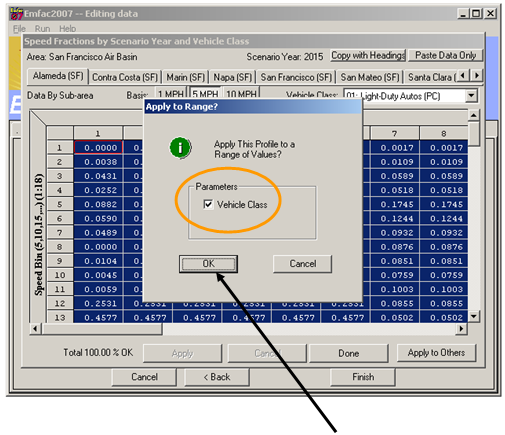 Emfac2007 -- Editing data
File Run Help
Speed Fractions by Scenario Year and Vehicle Class
Area: San Francisco Air Basin Scenario Year: 2015 Copy with Headings Paste Data Only
Alameda (SF) Contra Costa (SF) Marin (SF) Napa (SF) San Francisco (SF) San Mateo (SF) Santa Clara (
Data By Sub-area Basis: 1 MPH 5 MPH 10 MPH Vehicle Class: 01: Light-Duty Autos (PC)
Apply to Range?
Apply This Profile to a
Range of Values?
Parameters
Vehicle Class
OK Cancel
Speed Bin (5,10,15,...) (1:18)
1 7 8
1 0.0000 0.0017 0.0017
2 0.0038 0.0109 0.0109
3 0.0431 0.0589 0.0589
4 0.0252 0.0518 0.0518
5 0.0882 0.1745 0.1745
6 0.0590 0.1244 0.1244
7 0.0489 0.0932 0.0932
8 0.0000 0.0876 0.0876
9 0.0104 0.0851 0.0851
10 0.0045 0.0759 0.0759
11 0.0059 0.1003 0.1003
12 0.2531 0.2531 0.2531 0.2531 0.2531 0.2531 0.0855 0.0855
13 0.4577 0.4577 0.4577 0.4577 0.4577 0.4577 0.0502 0.0502
Total 100.00 % OK Apply Cancel Done Apply to Others
Cancel < Back Finish